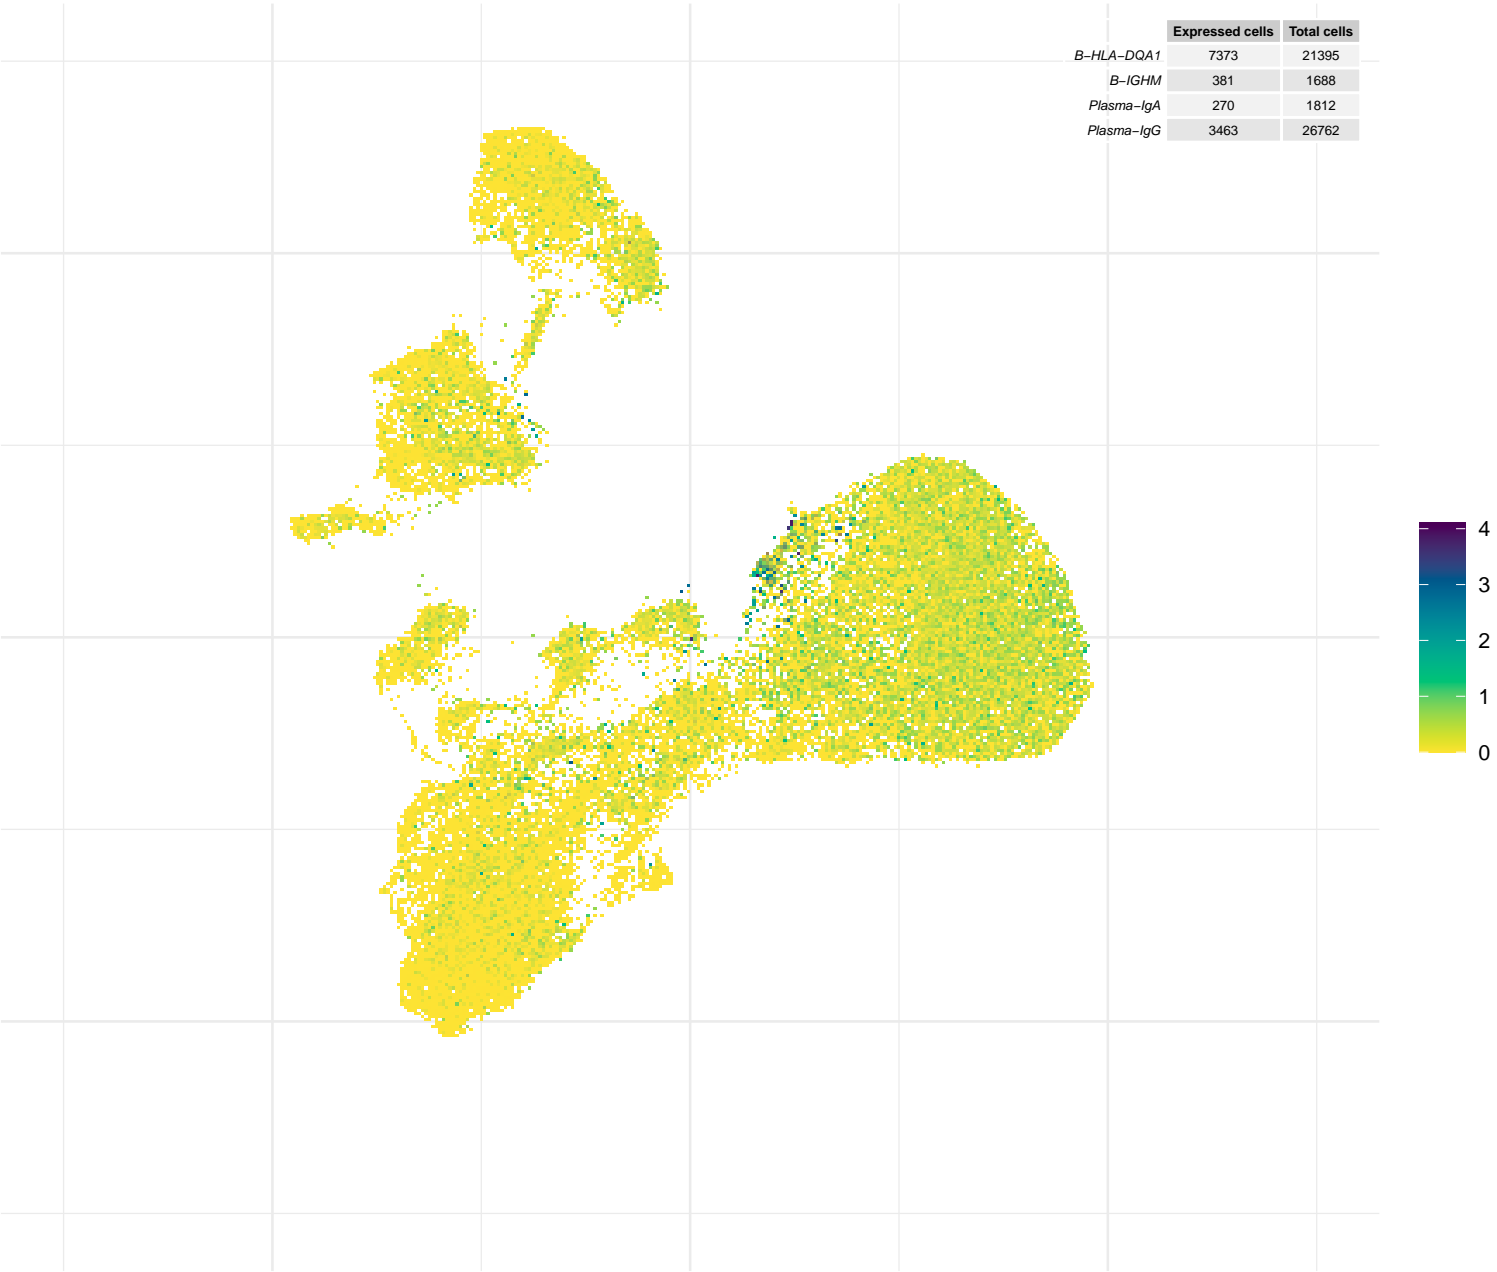 Expressed cells Total cells
B−HLA−DQA1 7373 21395
B−IGHM 381 1688
Plasma−IgA 270 1812
Plasma−IgG 3463 26762
4
3
2
1
0